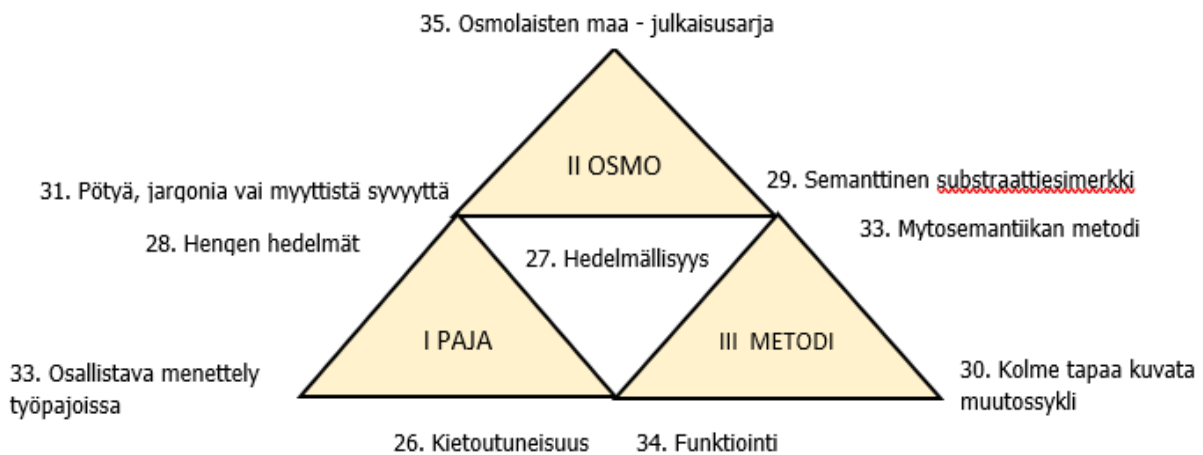 35. Osmolaisten maa - julkaisusarja
II OSMO
31. Pötyä, jargonia vai myyttistä syvyyttä
29. Semanttinen substraattiesimerkki
28. Hengen hedelmät
33. Mytosemantiikan metodi
27. Hedelmällisyys
I PAJA
III METODI
33. Osallistava menettely
työpajoissa
30. Kolme tapaa kuvata
muutossykli
26. Kietoutuneisuus
34. Funktiointi